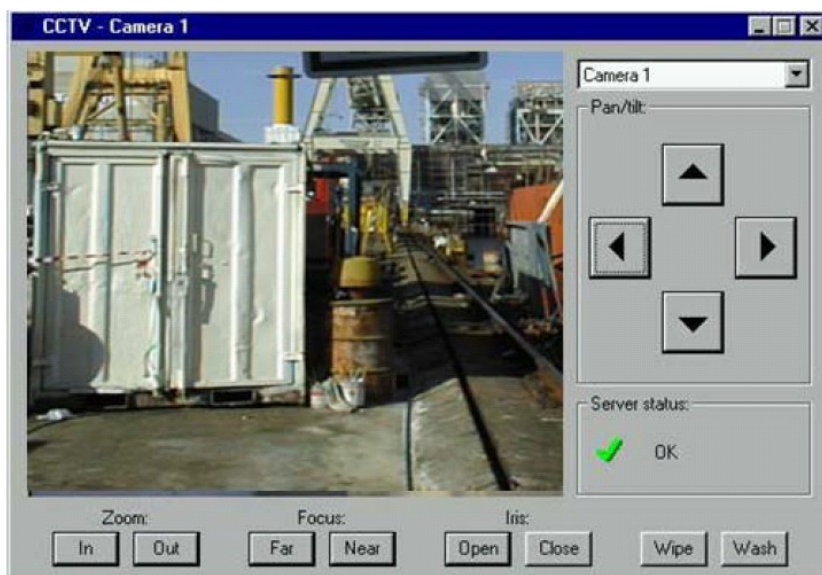 CCTV - Camera 1
Camera 1
Pan/tilt:
Server status:
OK
Zoom:
Focus:
Iris:
In
Out
Far
Near
Open
Close
Wipe
Wash